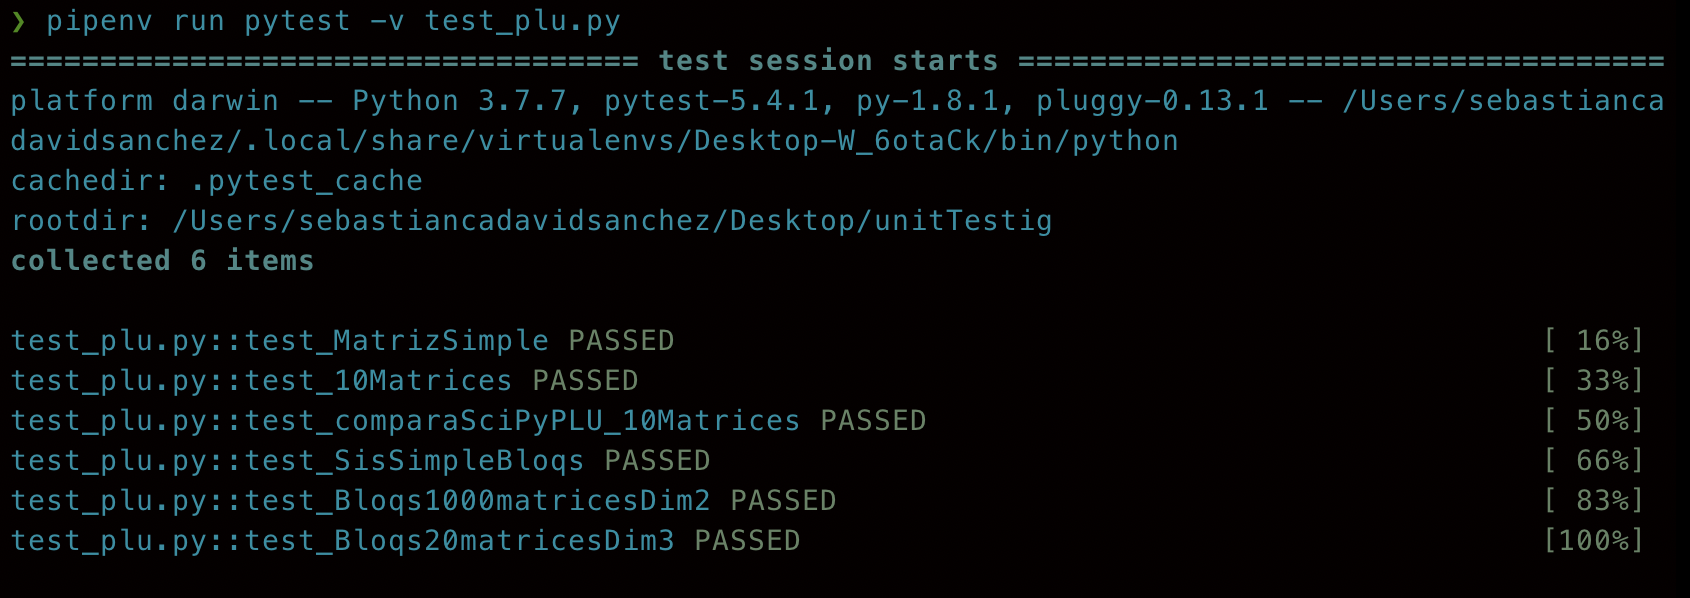 ❯ pipenv run pytest -v test_plu.py
=================================== test session starts ====================================
platform darwin -- Python 3.7.7, pytest-5.4.1, py-1.8.1, pluggy-0.13.1 -- /Users/sebastianca
davidsanchez/.local/share/virtualenvs/Desktop-W_6otaCk/bin/python
cachedir: .pytest_cache
rootdir: /Users/sebastiancadavidsanchez/Desktop/unitTestig
collected 6 items
test_plu.py::test_MatrizSimple PASSED [ 16%]
test_plu.py::test_10Matrices PASSED [ 33%]
test_plu.py::test_comparaSciPyPLU_10Matrices PASSED [ 50%]
test_plu.py::test_SisSimpleBloqs PASSED [ 66%]
test_plu.py::test_Bloqs1000matricesDim2 PASSED [ 83%]
test_plu.py::test_Bloqs20matricesDim3 PASSED [100%]